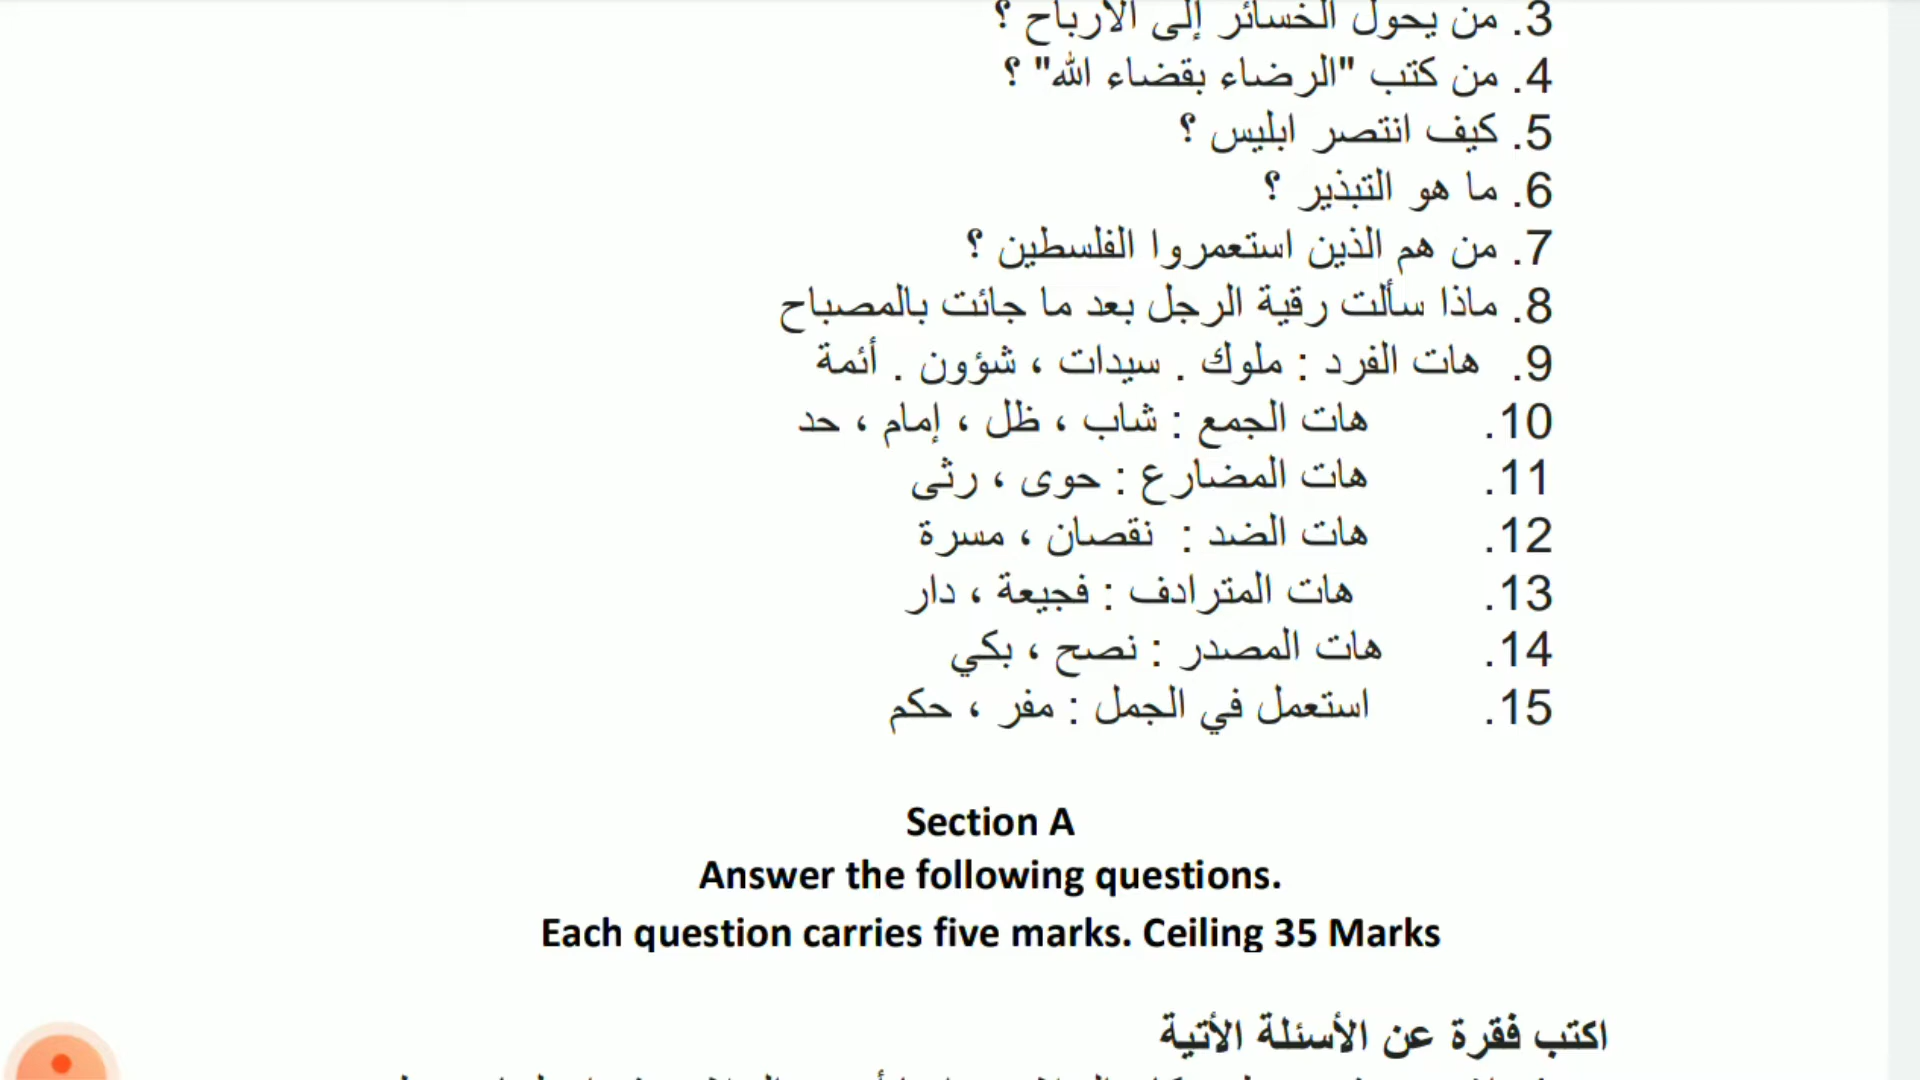 3. من يحول الخسائر إلى الأرباح ؟
4. من كتب "الرضاء بقضاء الله" ؟
5. كيف انتصر ابليس ؟
6. ما هو التبذير ؟
7. من هم الذين استعمروا الفلسطين ؟
8. ماذا سألت رقية الرجل بعد ما جائت بالمصباح
9. هات الفرد : ملوك . سيدات ، شؤون . أئمة
10. هات الجمع : شاب ، ظل ، إمام ، حد
11. هات المضارع : حوى ، رثى
12. هات الضد : نقصان ، مسرة
13. هات المترادف : فجيعة ، دار
14. هات المصدر : نصح ، بكي
15. استعمل في الجمل : مفر ، حكم
Section A
Answer the following questions.
Each question carries five marks. Ceiling 35 Marks
اكتب فقرة عن الأسئلة الأتية